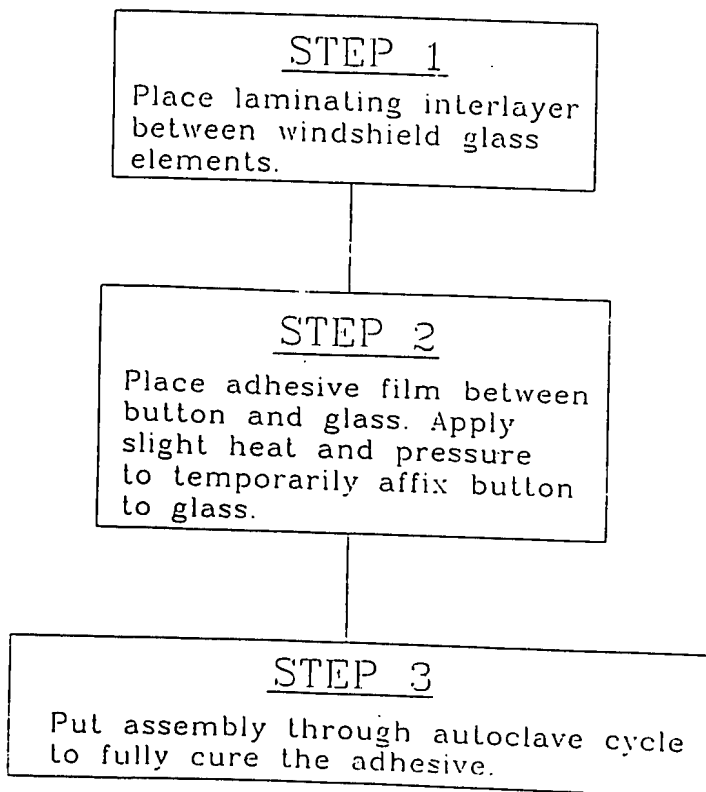 STEP 1
Place laminating interlayer
between windshield glass
elements.
STEP 2
Place adhesive film between
button and glass. Apply
slight heat and pressure
to temporarily affix button
to glass.
STEP 3
Put assembly through autoclave cycle
to fully cure the adhesive.